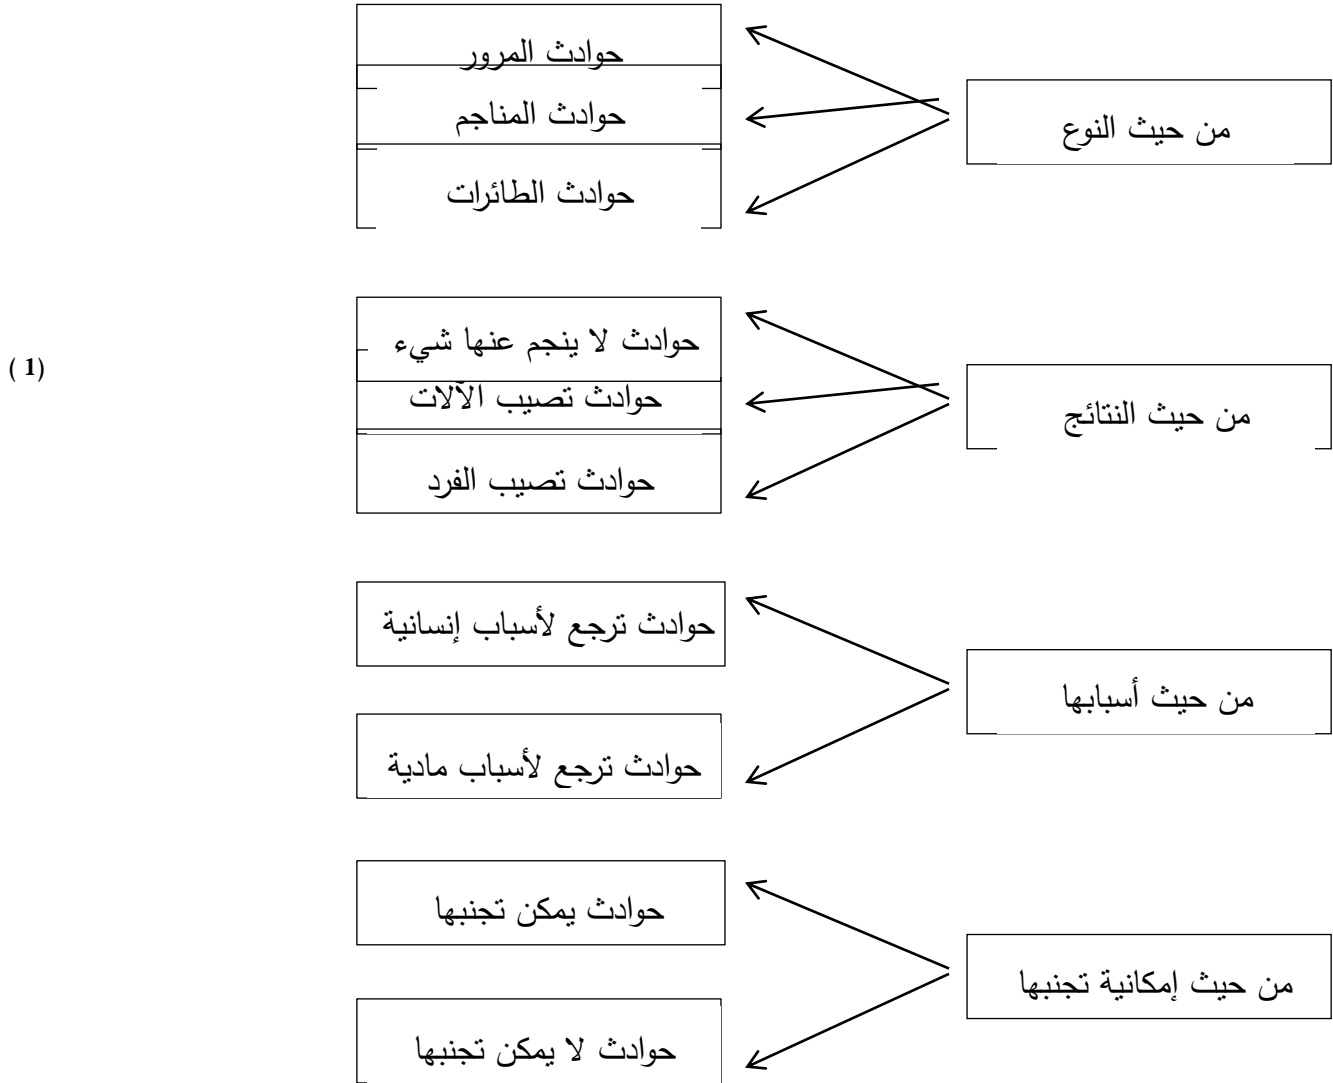 من حيث النوع
حوادث المرور
حوادث المناجم
حوادث الطائرات
من حيث النتائج
حوادث لا ينجم عنها شيء
حوادث تصيب الآلات
حوادث تصيب الفرد
(1)
من حيث أسبابها
حوادث ترجع لأسباب إنسانية
حوادث ترجع لأسباب مادية
من حيث إمكانية تجنبها
حوادث يمكن تجنبها
حوادث لا يمكن تجنبها